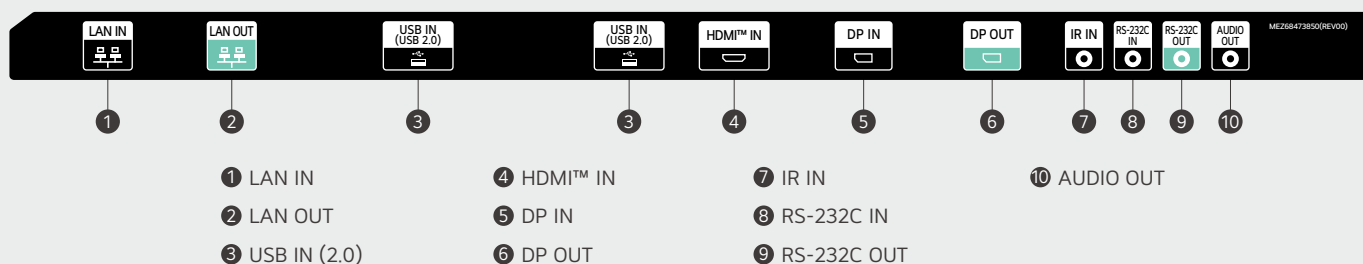 LAN IN
LAN OUT
USB IN
(USB 2.0)
USB IN
(USB 2.0)
HDMI™ IN
DP IN
DP OUT
IR IN
RS-232C
IN
RS-232C
OUT
AUDIO
OUT
MEZ68473850(REV00)
1
2
3
3
4
5
6
7
8
9
10
1 LAN IN
2 LAN OUT
3 USB IN (2.0)
4 HDMI™ IN
5 DP IN
6 DP OUT
7 IR IN
8 RS-232C IN
9 RS-232C OUT
10 AUDIO OUT